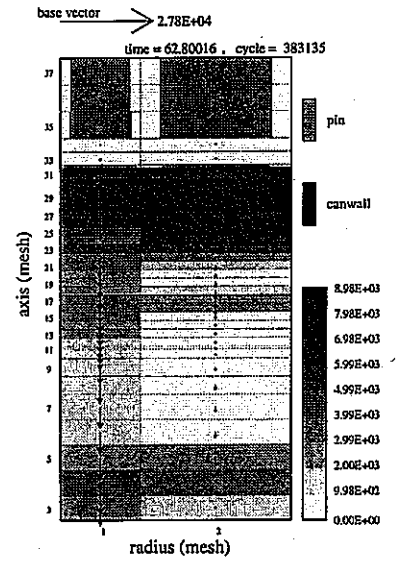 base vector
2.78E+04
time = 62.80016 , cycle = 383135
37
35
33
31
29
27
25
23
21
19
17
15
13
11
9
7
5
3
axis (mesh)
1 2
radius (mesh)
pin
canwall
8.98E+03
7.98E+03
6.98E+03
5.99E+03
4.99E+03
3.99E+03
2.99E+03
2.00E+03
9.98E+02
0.00E+00